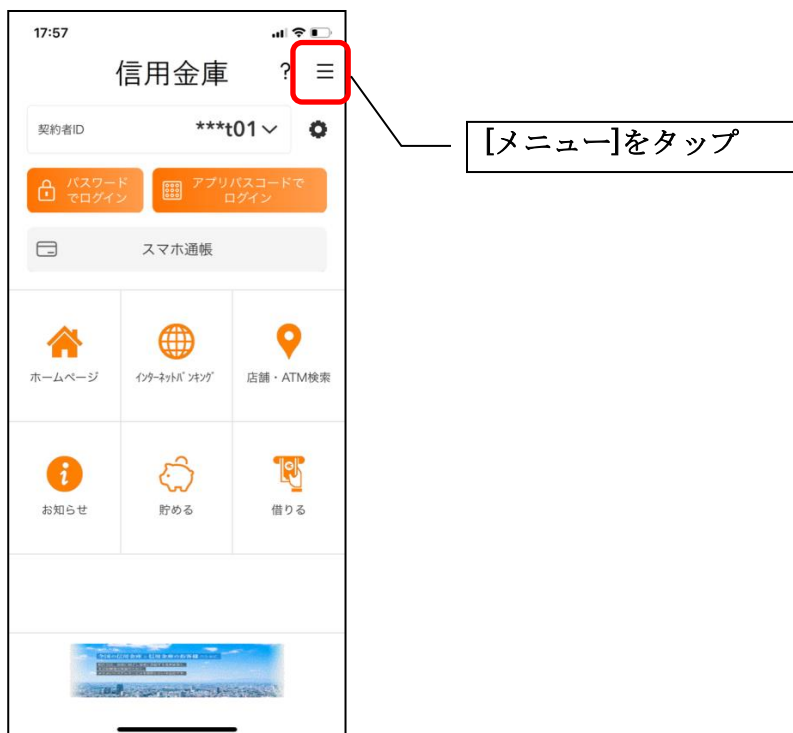 17:57
信用金庫
?
契約者ID
***t01
パスワード
でログイン
アプリパスコードで
ログイン
スマホ通帳
ホームページ
インターネットバンキング
店舗・ATM検索
お知らせ
貯める
借りる
[メニュー]をタップ